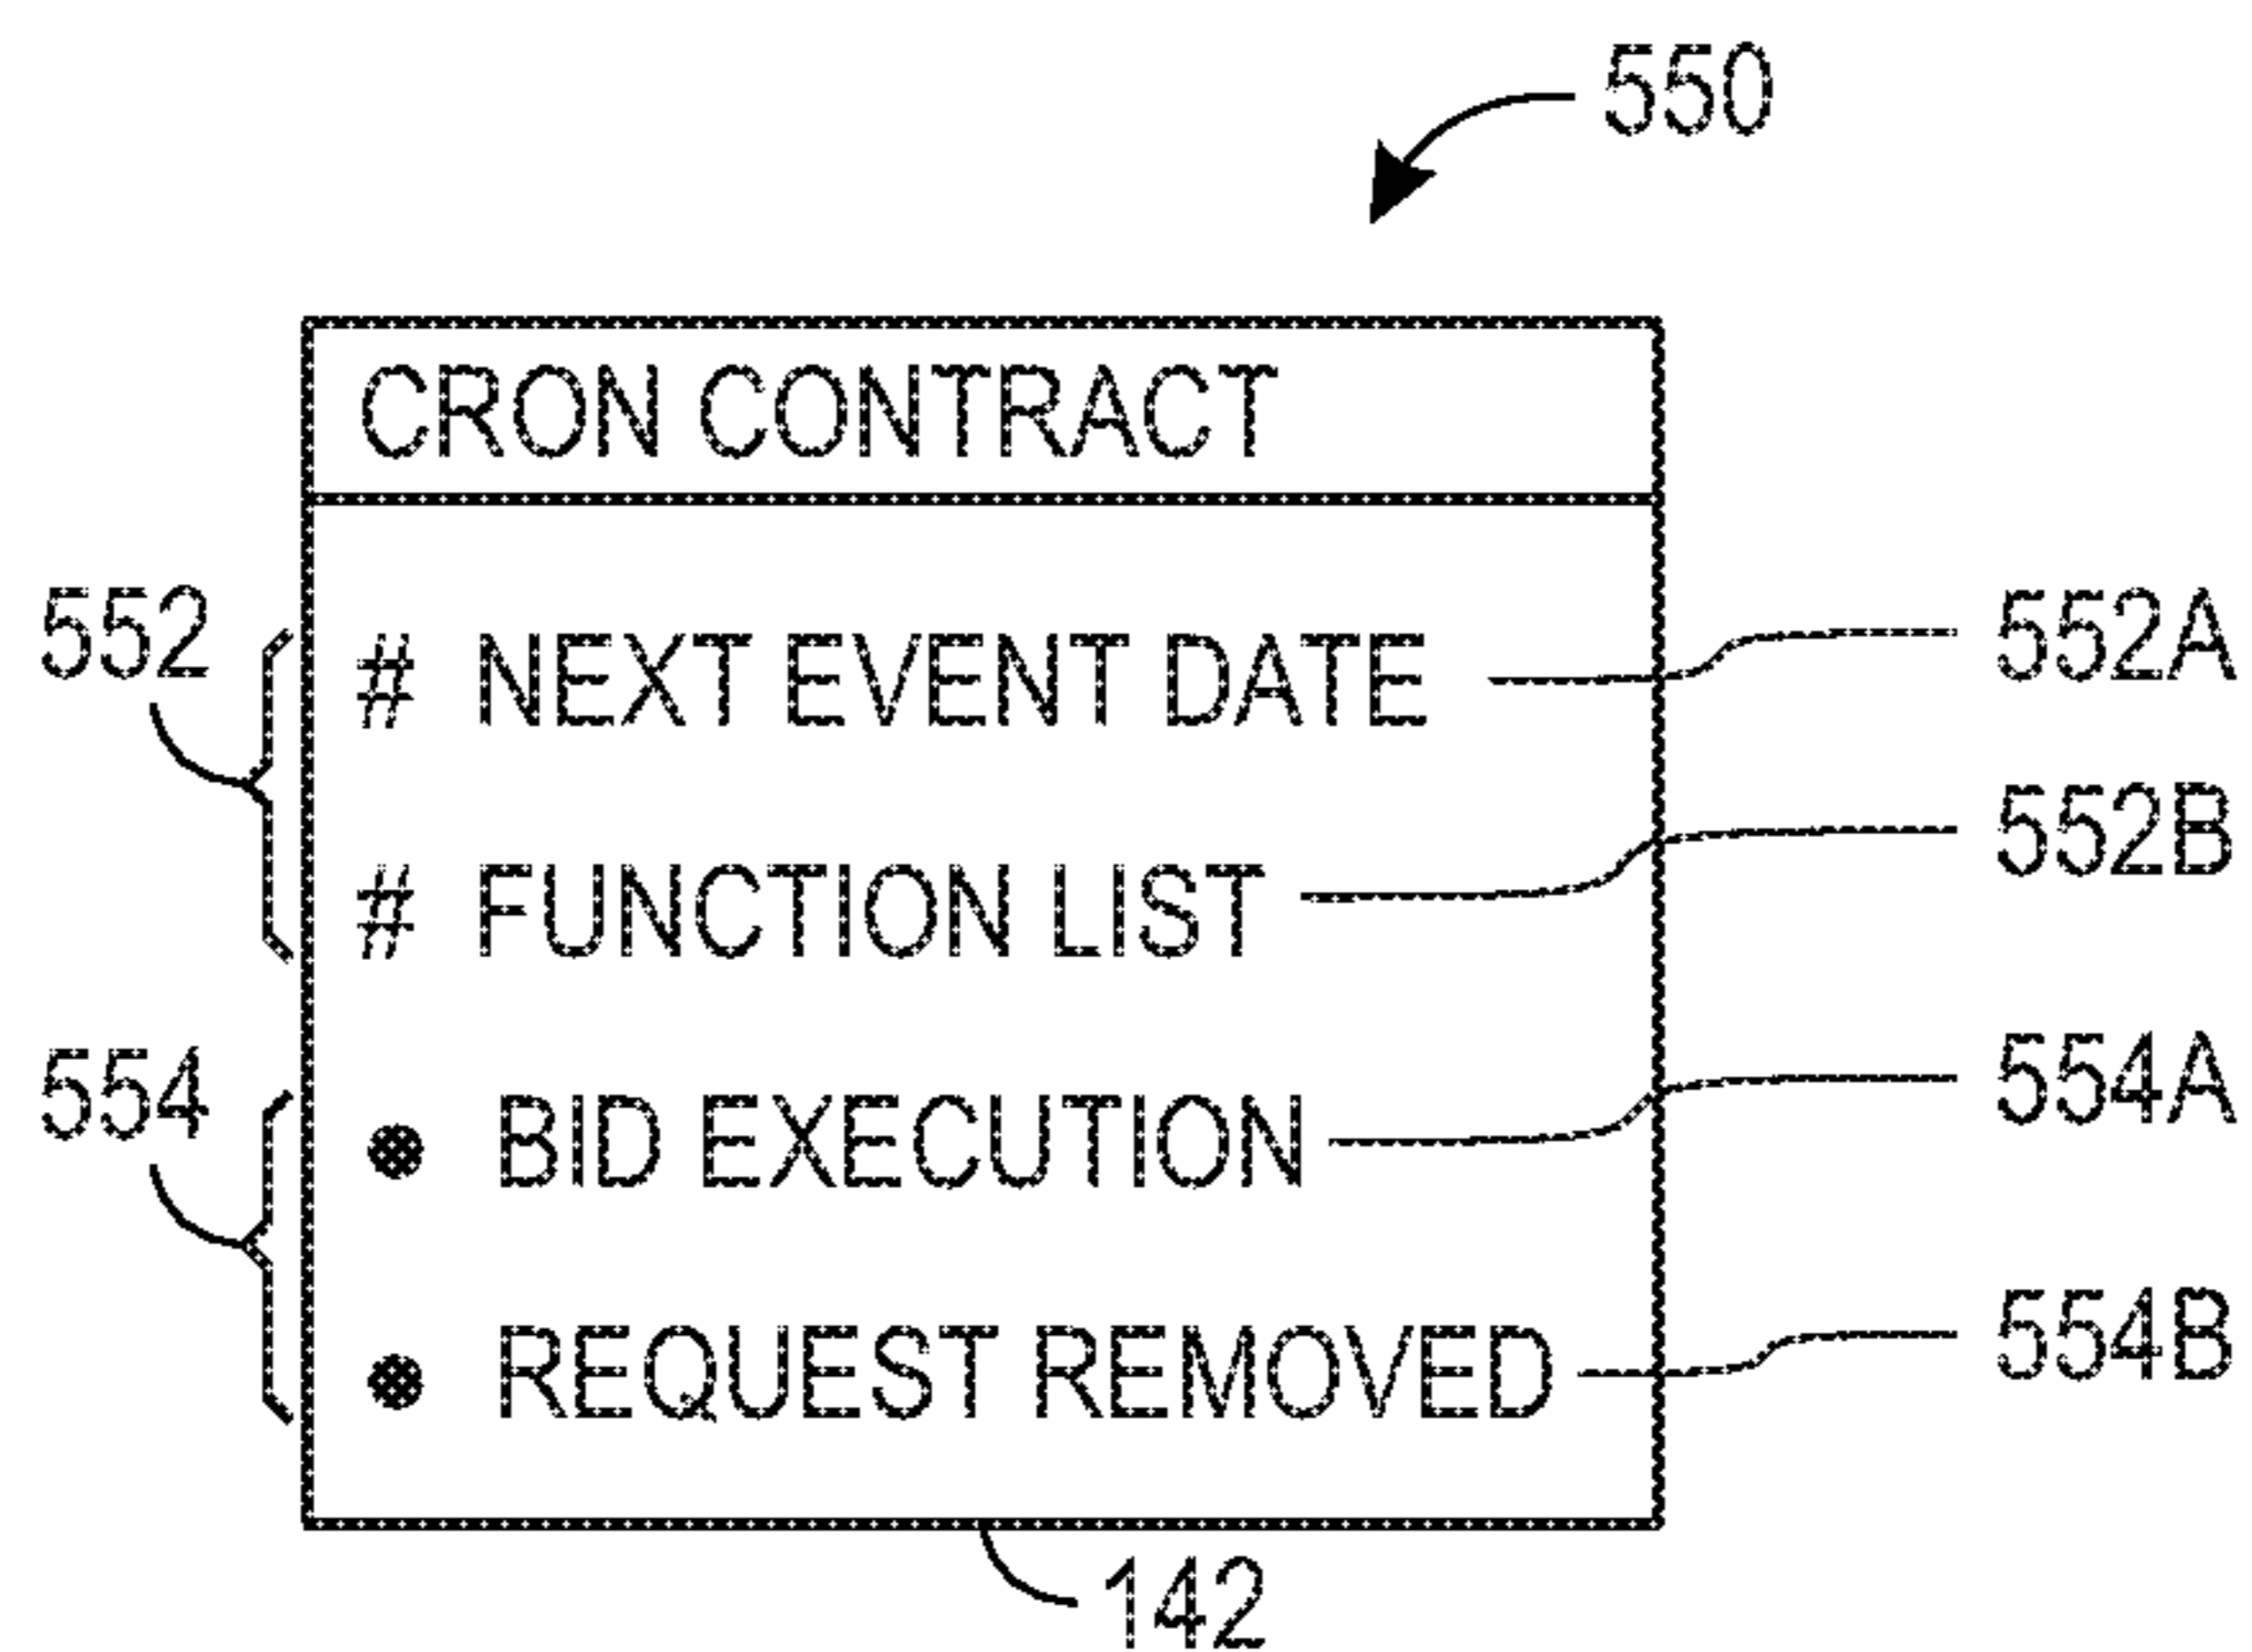 550
CRON CONTRACT
552
# NEXT EVENT DATE
552A
# FUNCTION LIST
552B
554
● BID EXECUTION
554A
● REQUEST REMOVED
554B
142